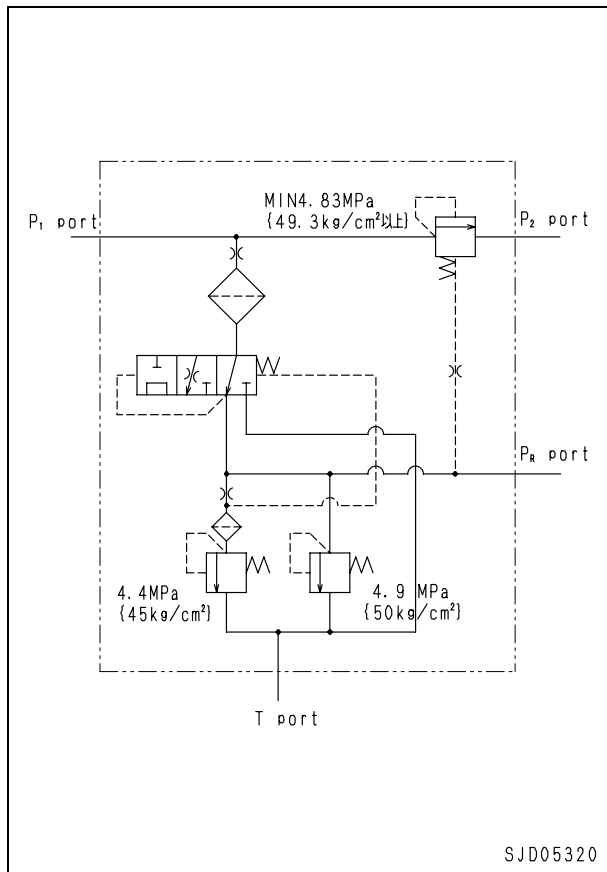 MIN4.83MPa
{49.3kg/cm²以上}
P₁ port
P₂ port
Pʀ port
4.4MPa
{45kg/cm²}
4.9 MPa
{50kg/cm²}
T port
SJD05320